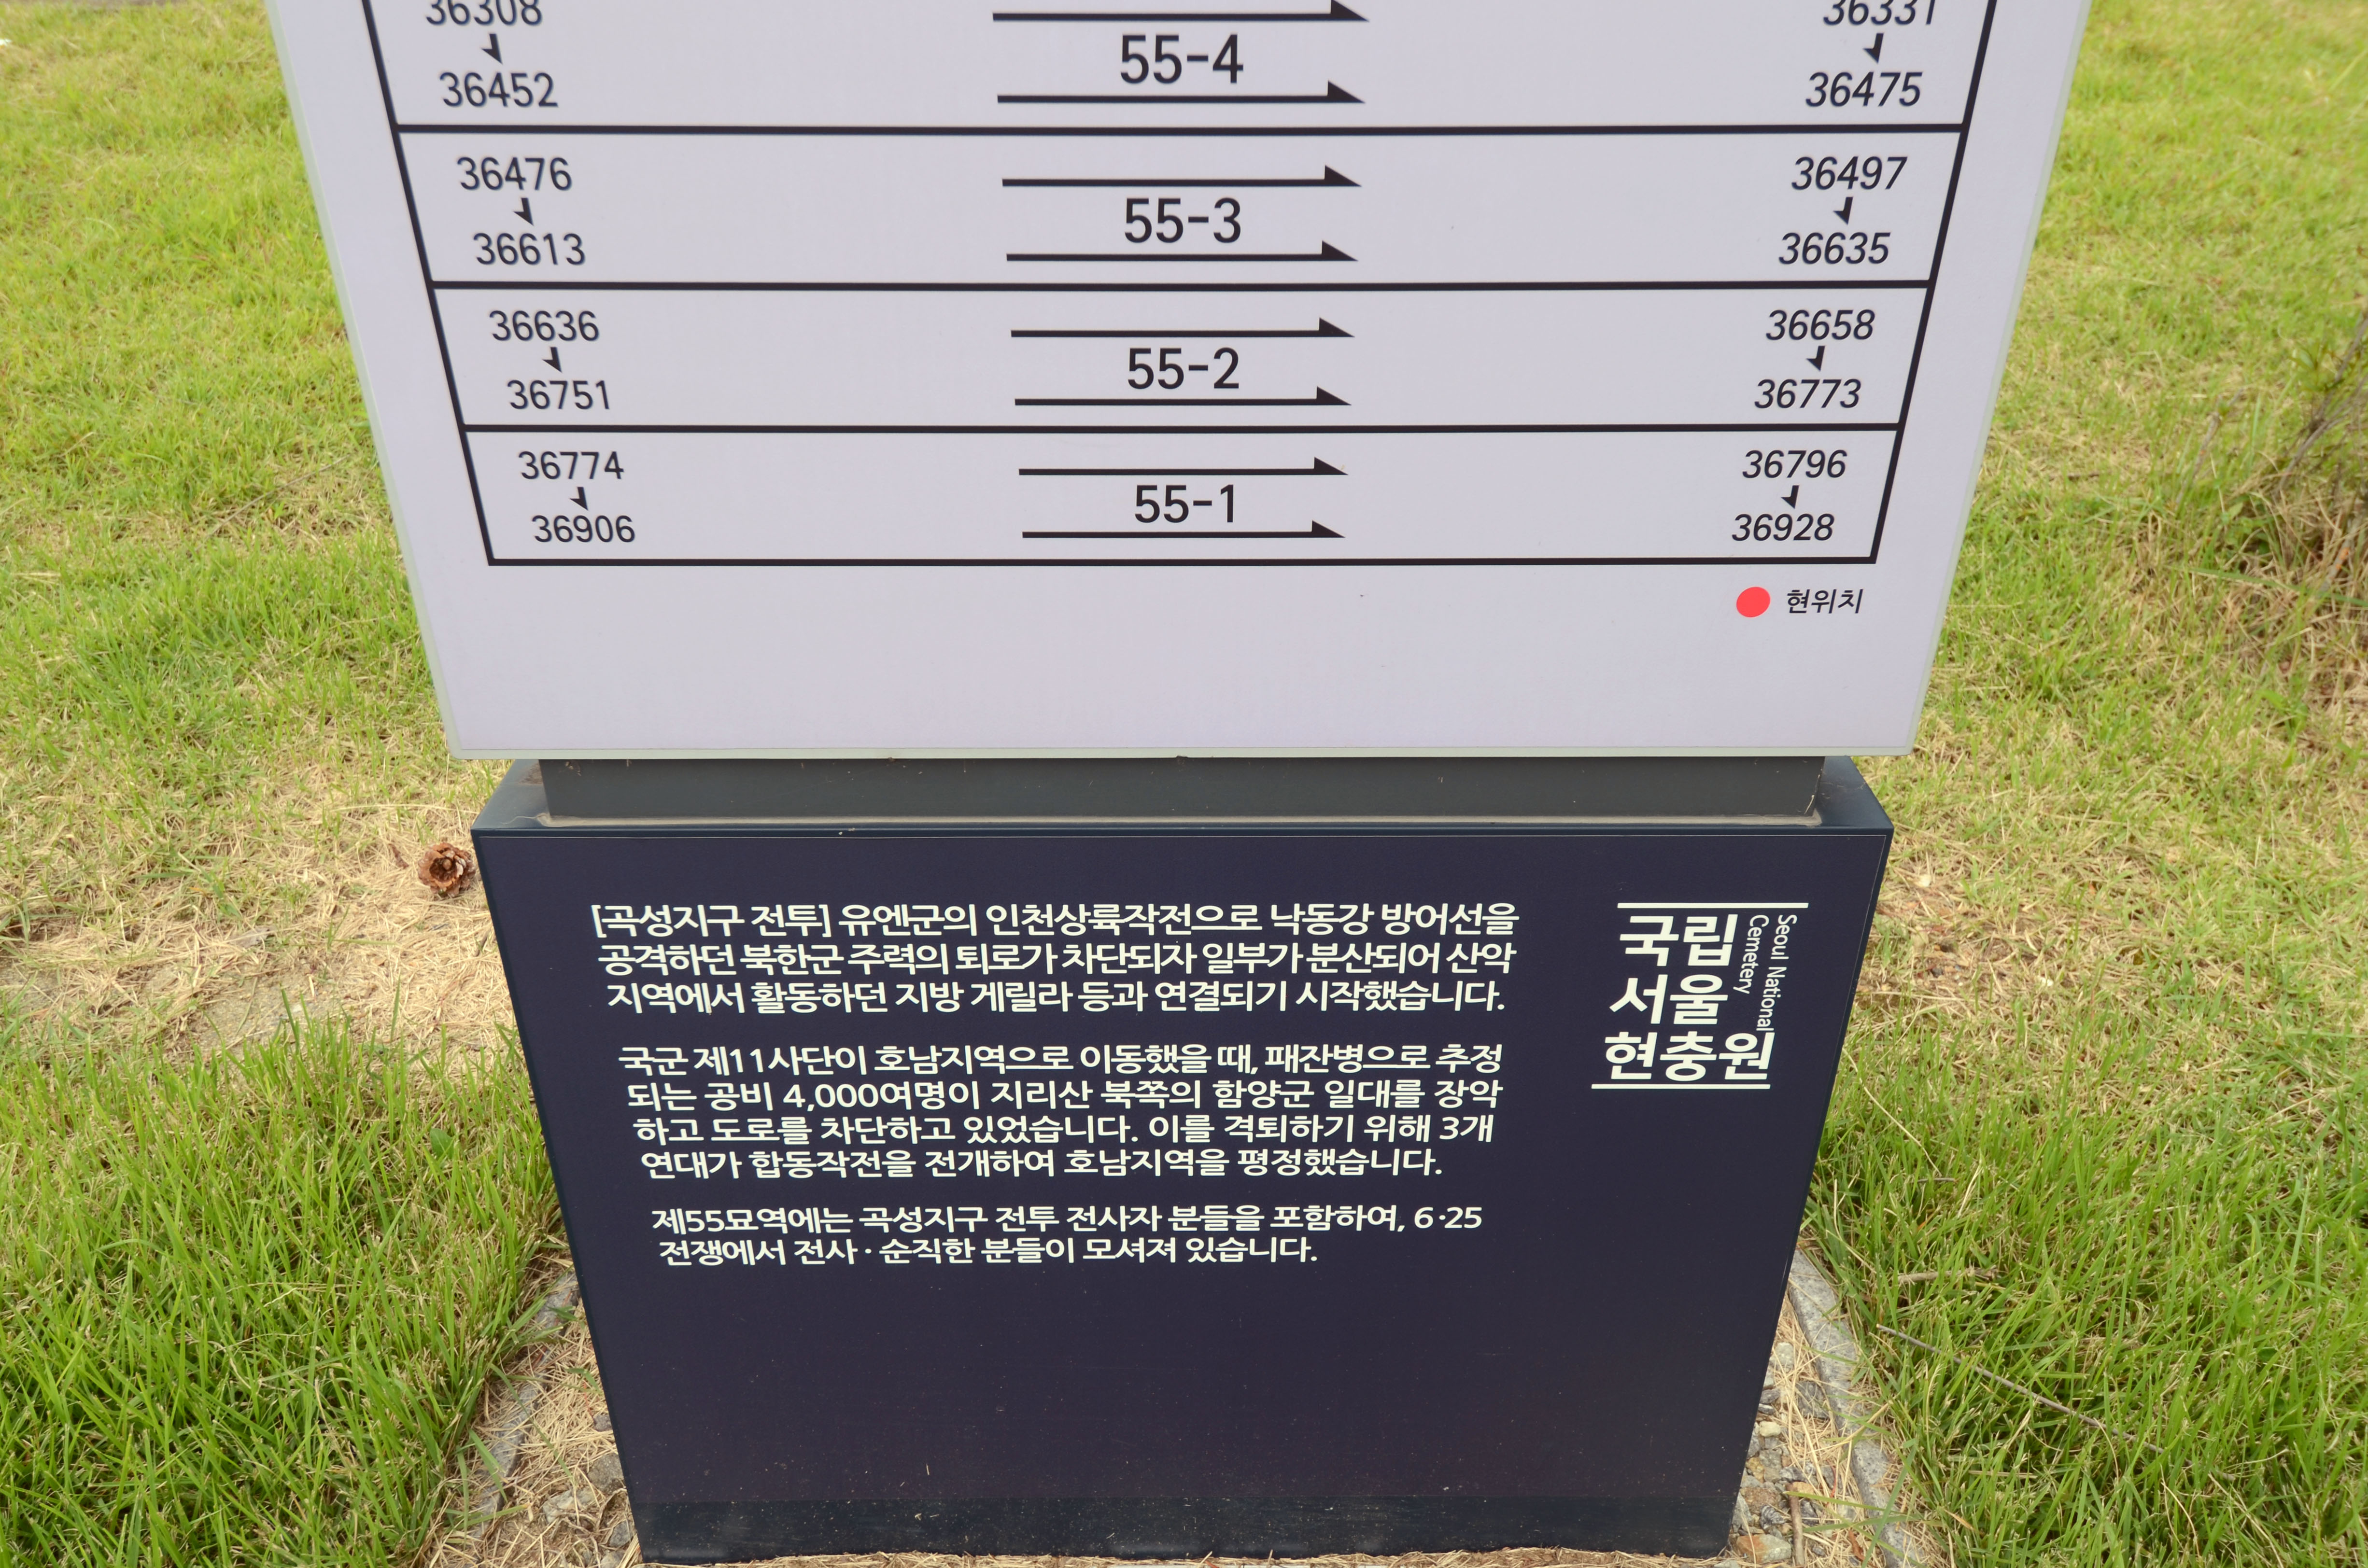 36308 36331
55-4
36452 36475
36476 36497
55-3
36613 36635
36636 36658
55-2
36751 36773
36774 36796
55-1
36906 36928
현위치
[곡성지구 전투] 유엔군의 인천상륙작전으로 낙동강 방어선을
공격하던 북한군 주력의 퇴로가 차단되자 일부가 분산되어 산악
지역에서 활동하던 지방 게릴라 등과 연결되기 시작했습니다.
국군 제11사단이 호남지역으로 이동했을 때, 패잔병으로 추정
되는 공비 4,000여명이 지리산 북쪽의 함양군 일대를 장악
하고 도로를 차단하고 있었습니다. 이를 격퇴하기 위해 3개
연대가 합동작전을 전개하여 호남지역을 평정했습니다.
제55묘역에는 곡성지구 전투 전사자 분들을 포함하여, 6·25
전쟁에서 전사·순직한 분들이 모셔져 있습니다.
국립
서울
현충원
Seoul National
Cemetery